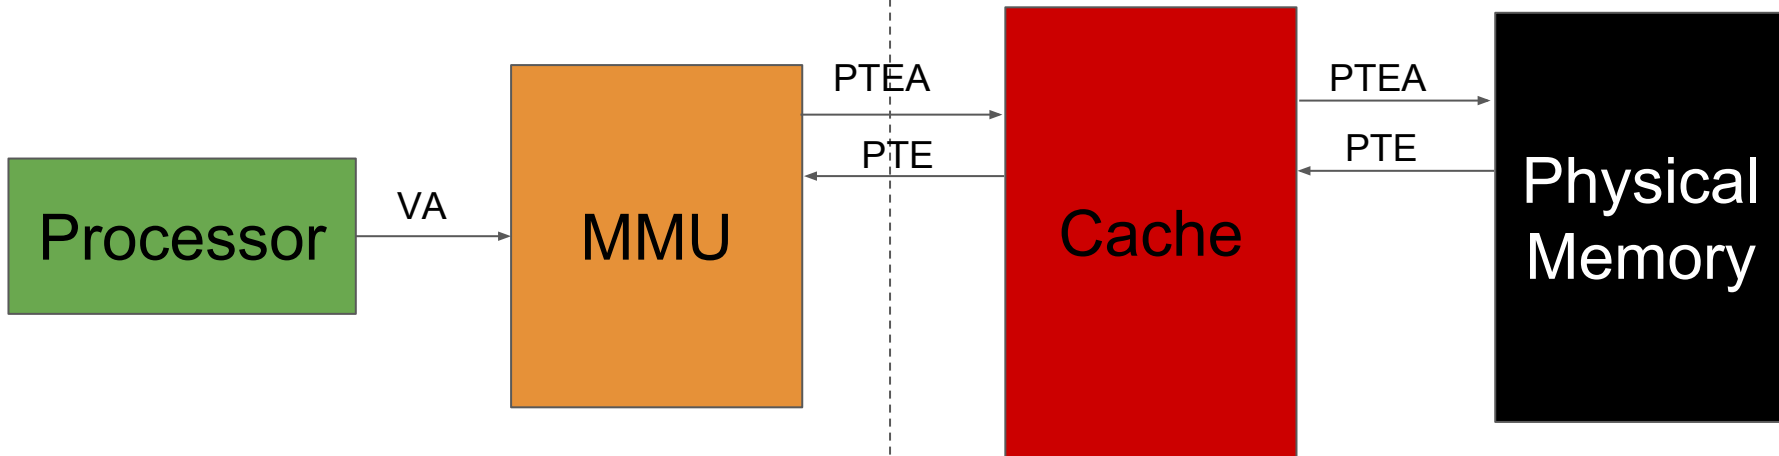 Processor
VA
MMU
PTEA
PTE
Cache
PTEA
PTE
Physical
Memory